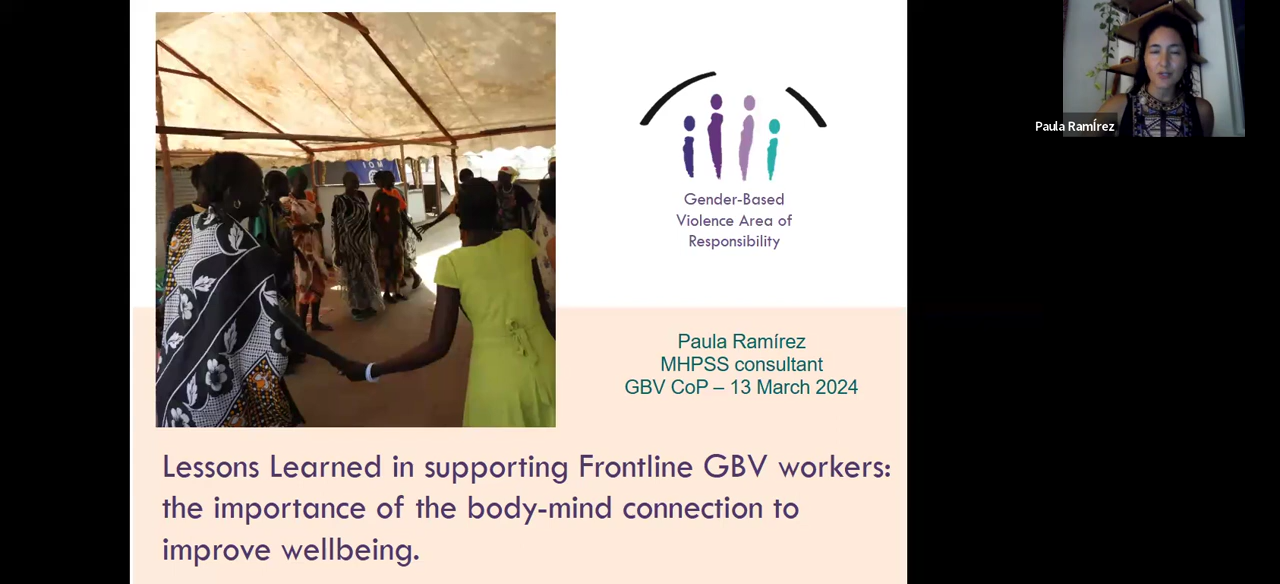 IOM
Gender-Based
Violence Area of
Responsibility
Paula Ramírez
Paula Ramírez
MHPSS consultant
GBV CoP – 13 March 2024
Lessons Learned in supporting Frontline GBV workers:
the importance of the body-mind connection to
improve wellbeing.